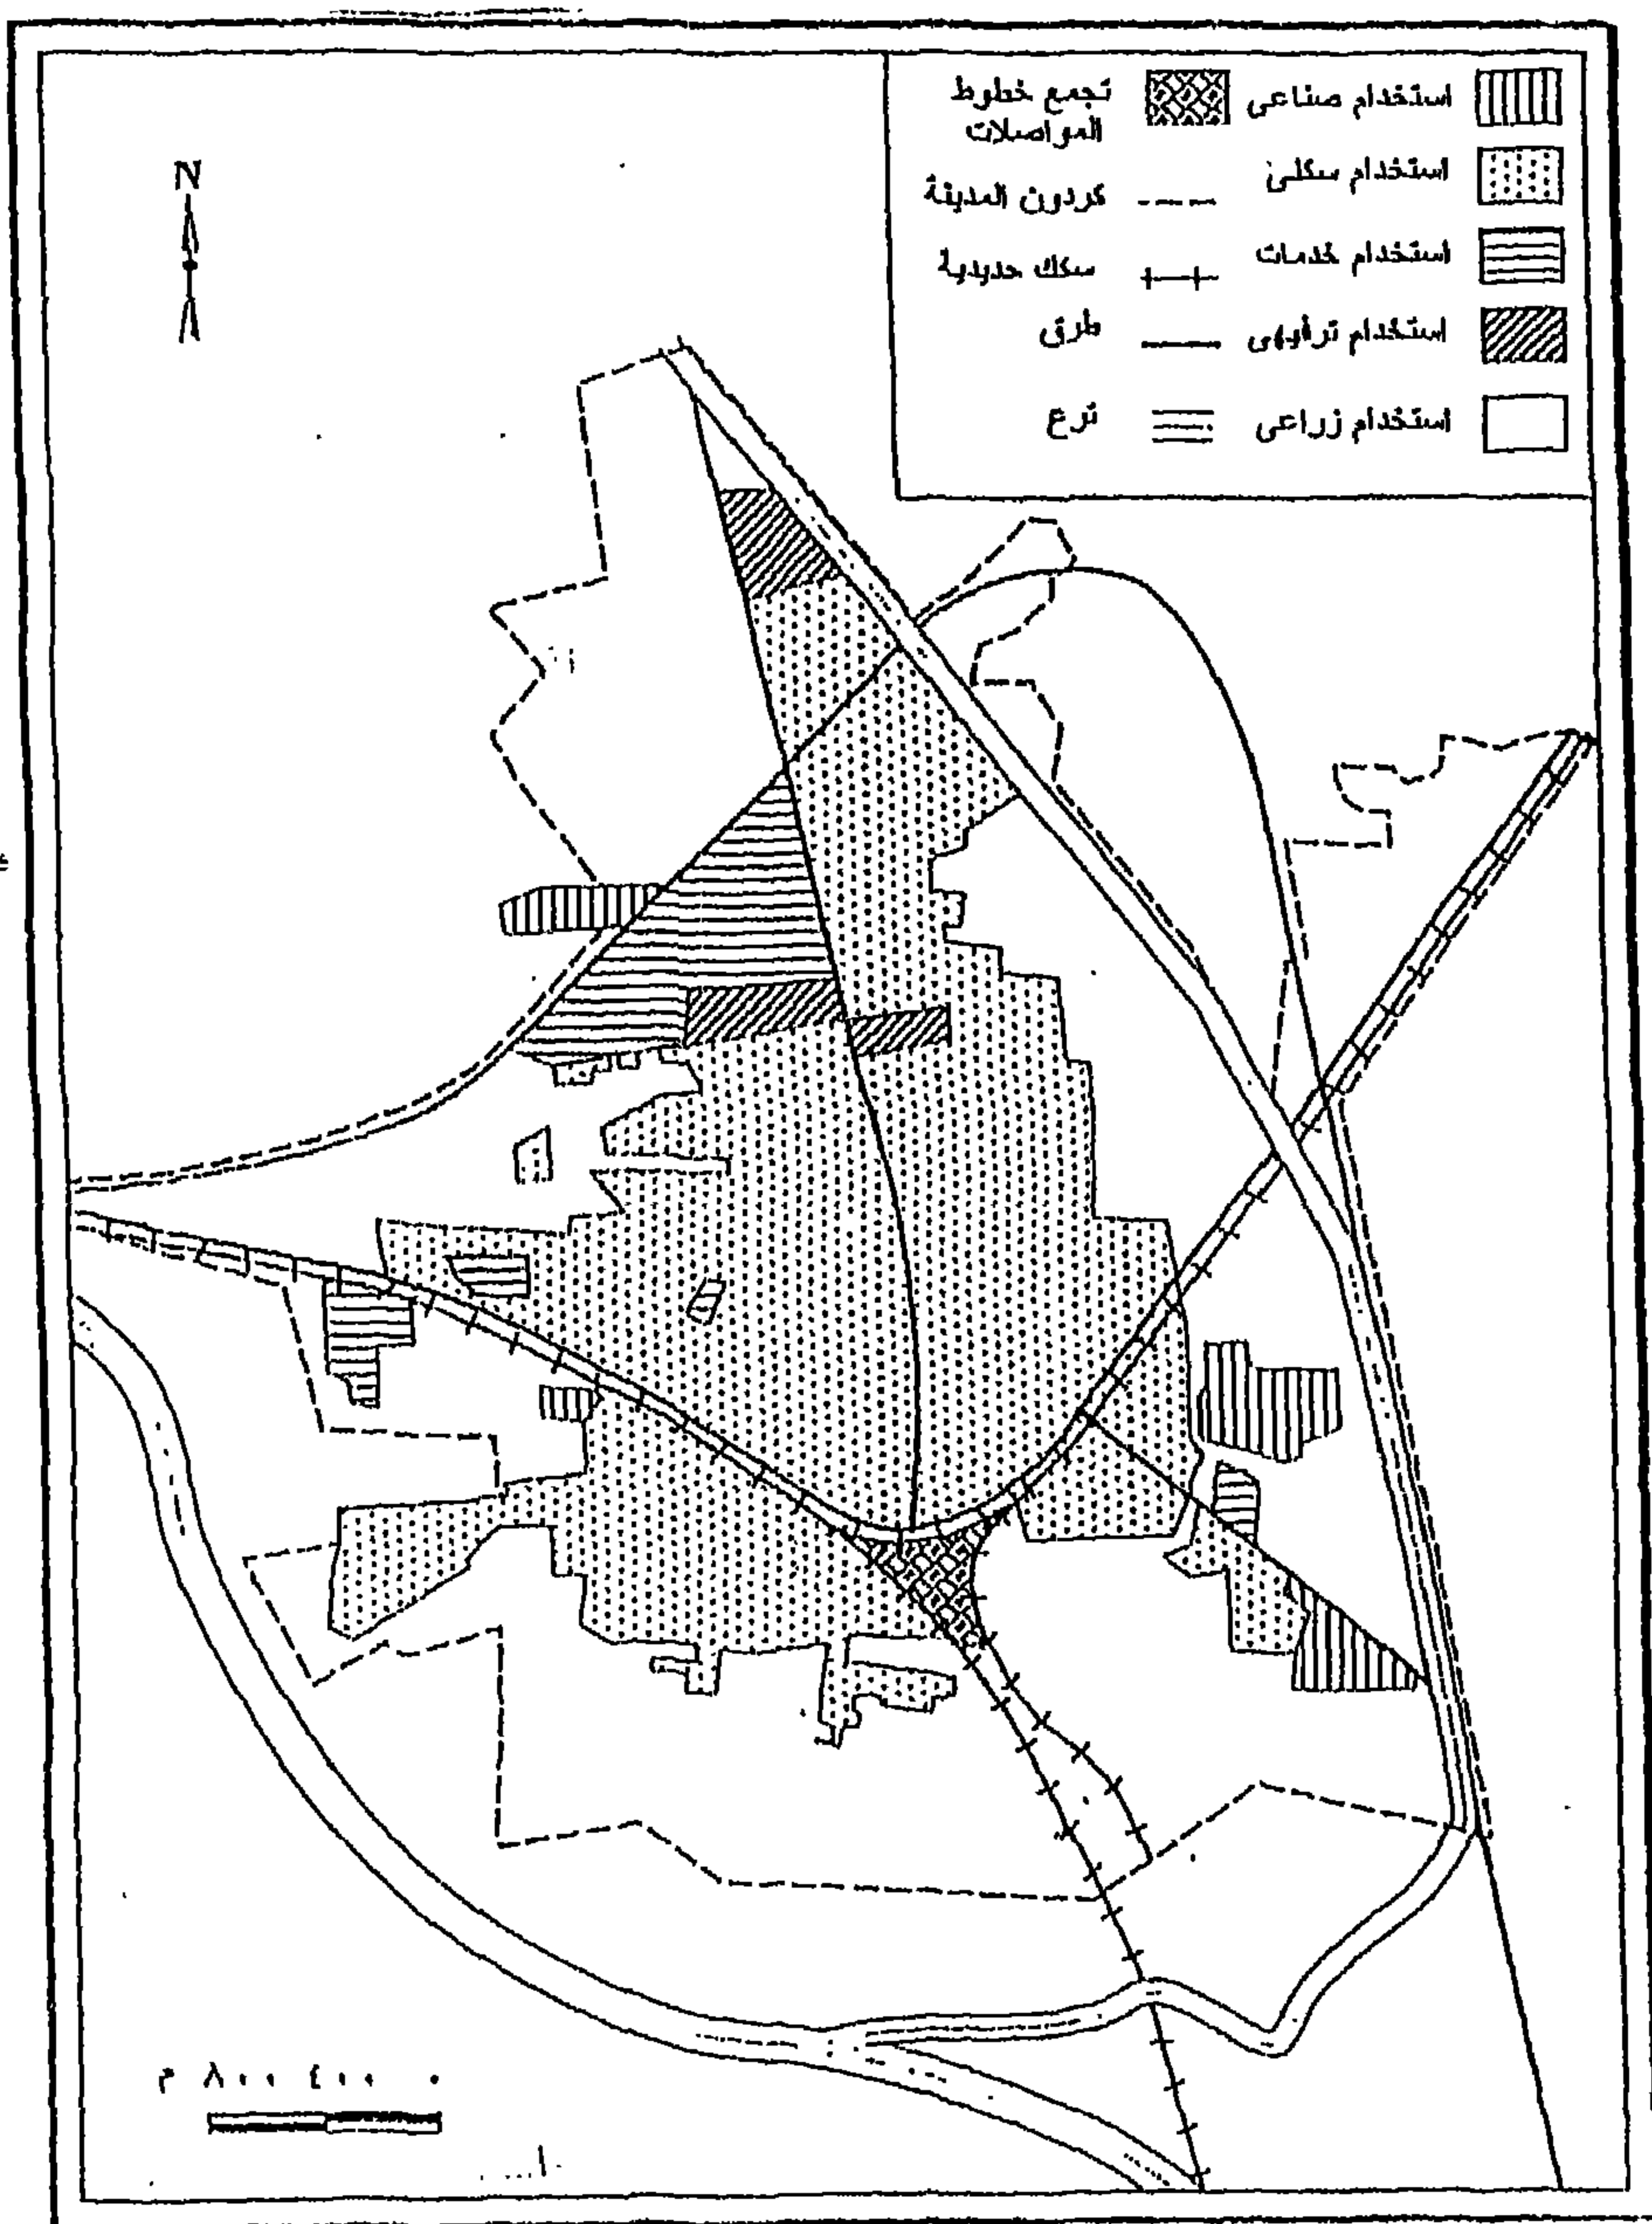 استخدام صناعى
استخدام سكنى
استخدام خدمات
استخدام ترفيهى
استخدام زراعى
تجمع خطوط
المواصلات
كردون المدينة
سكك حديدية
طرق
ترع
N
٠ ٤٠٠ ٨٠٠ م